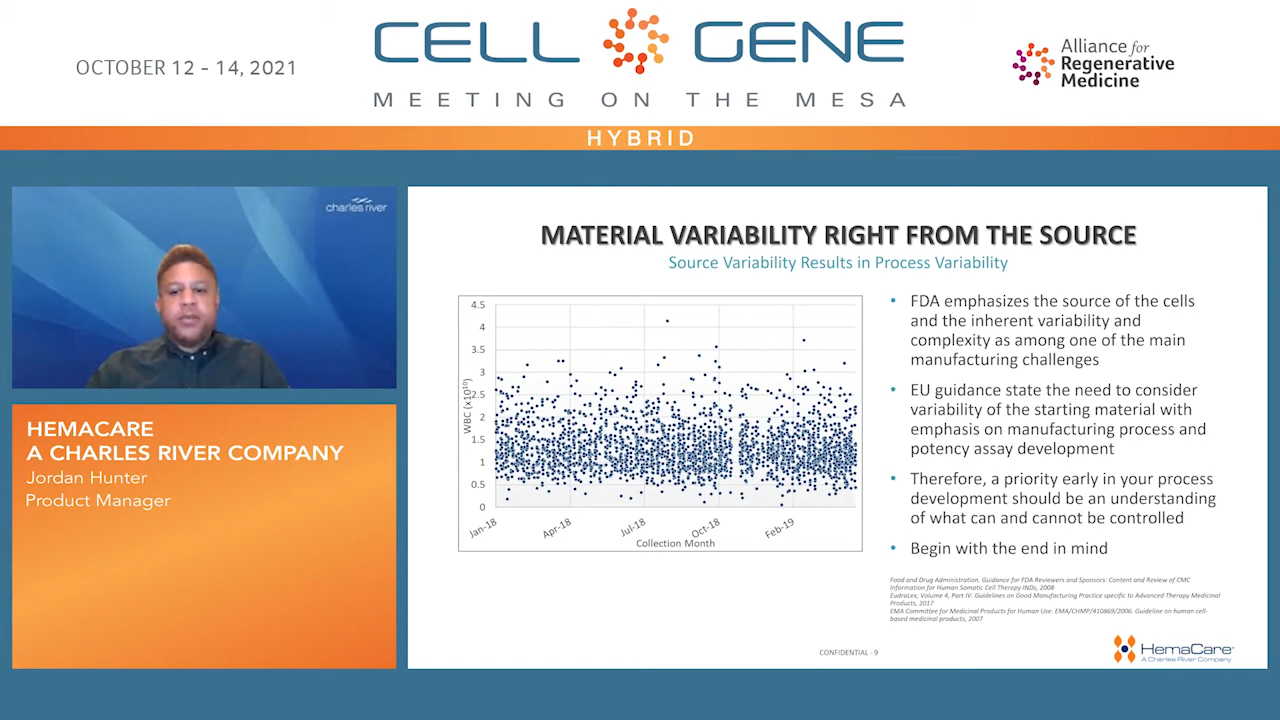 OCTOBER 12 - 14, 2021
CELL GENE
MEETING ON THE MESA
Alliance for
Regenerative
Medicine
HYBRID
charles river
HEMACARE
A CHARLES RIVER COMPANY
Jordan Hunter
Product Manager
MATERIAL VARIABILITY RIGHT FROM THE SOURCE
Source Variability Results in Process Variability
4.5
4
3.5
3
2.5
2
1.5
1
0.5
0
WBC (x10¹⁰)
Jan-18
Apr-18
Jul-18
Oct-18
Feb-19
Collection Month
• FDA emphasizes the source of the cells
and the inherent variability and
complexity as among one of the main
manufacturing challenges
• EU guidance state the need to consider
variability of the starting material with
emphasis on manufacturing process and
potency assay development
• Therefore, a priority early in your process
development should be an understanding
of what can and cannot be controlled
• Begin with the end in mind
Food and Drug Administration. Guidance for FDA Reviewers and Sponsors: Content and Review of CMC
Information for Human Somatic Cell Therapy INDs, 2008
EudraLex, Volume 4, Part IV. Guidelines on Good Manufacturing Practice specific to Advanced Therapy Medicinal
Products, 2017
EMA Committee for Medicinal Products for Human Use. EMA/CHMP/410869/2006. Guideline on human cell-
based medicinal products, 2007
CONFIDENTIAL - 9
HemaCare
A Charles River Company